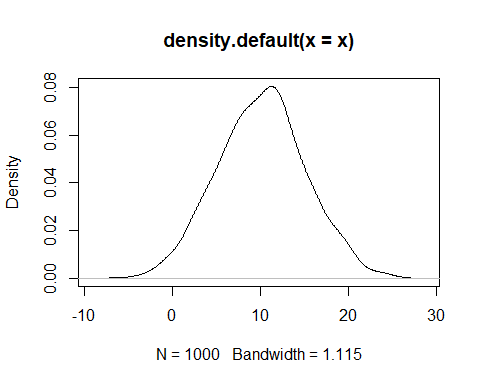 density.default(x = x)
Density
0.00 0.02 0.04 0.06 0.08
-10 0 10 20 30
N = 1000 Bandwidth = 1.115